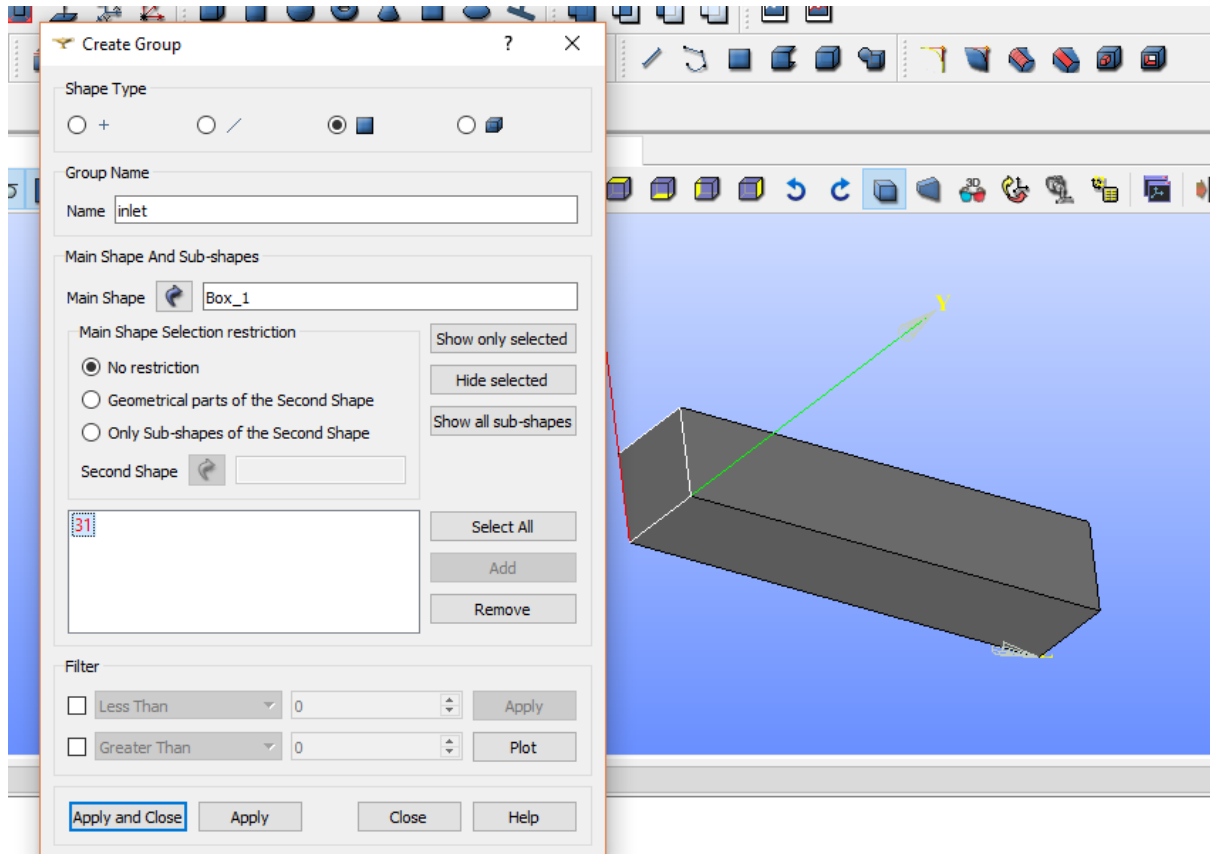 Create Group
?
Shape Type
Group Name
Name inlet
Main Shape And Sub-shapes
Main Shape Box_1
Main Shape Selection restriction
No restriction
Geometrical parts of the Second Shape
Only Sub-shapes of the Second Shape
Second Shape
Show only selected
Hide selected
Show all sub-shapes
31
Select All
Add
Remove
Filter
Less Than 0 Apply
Greater Than 0 Plot
Apply and Close Apply Close Help
3D
Y